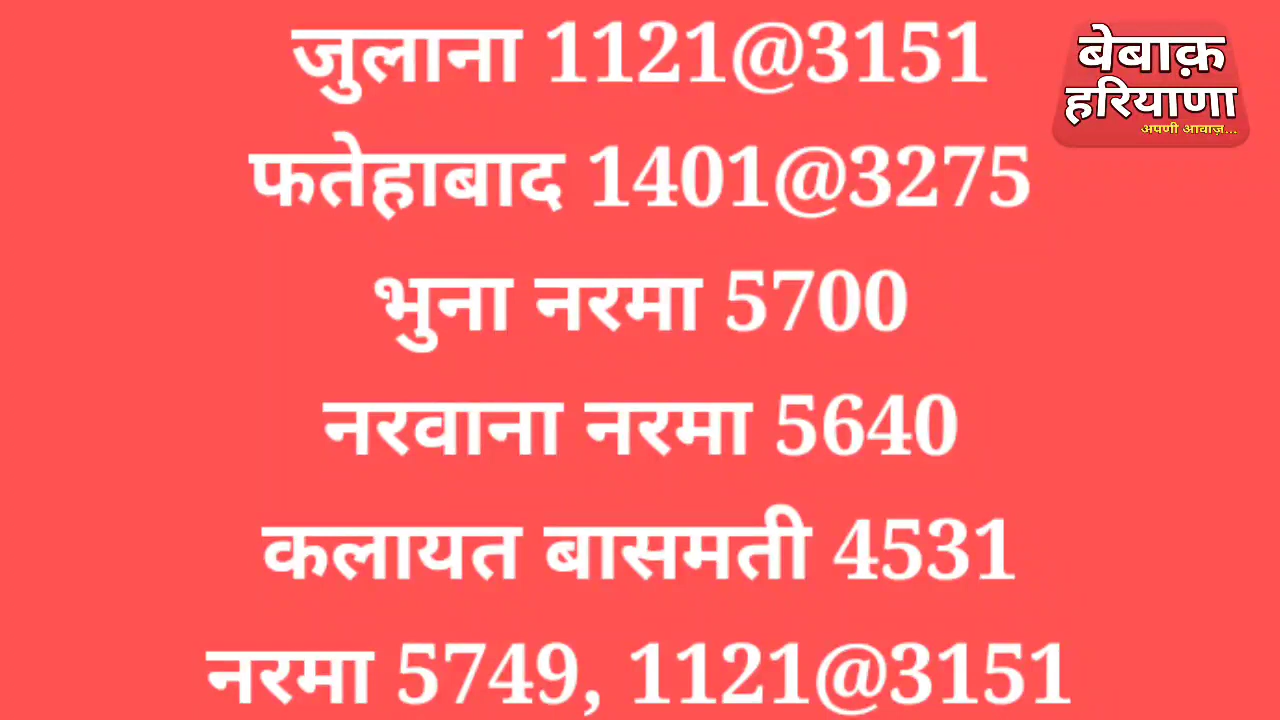 जुलाना 1121@3151
बेबाक़
हरियाणा
अपणी आवाज़...
फतेहाबाद 1401@3275
भुना नरमा 5700
नरवाना नरमा 5640
कलायत बासमती 4531
नरमा 5749, 1121@3151